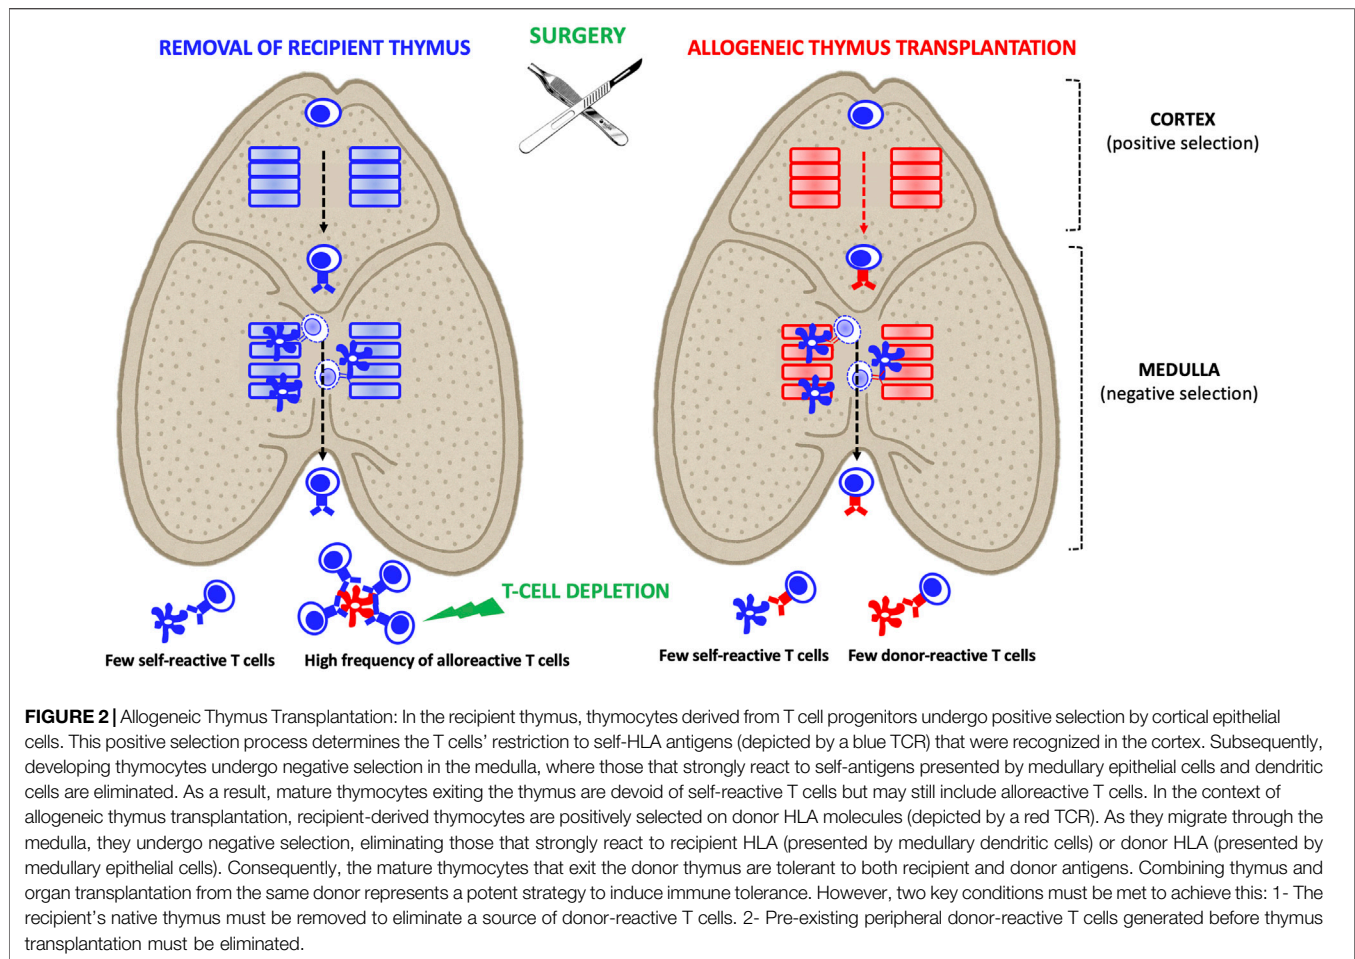 REMOVAL OF RECIPIENT THYMUS
SURGERY
ALLOGENEIC THYMUS TRANSPLANTATION
CORTEX
(positive selection)
MEDULLA
(negative selection)
T-CELL DEPLETION
Few self-reactive T cells
High frequency of alloreactive T cells
Few self-reactive T cells
Few donor-reactive T cells
FIGURE 2 | Allogeneic Thymus Transplantation: In the recipient thymus, thymocytes derived from T cell progenitors undergo positive selection by cortical epithelial
cells. This positive selection process determines the T cells' restriction to self-HLA antigens (depicted by a blue TCR) that were recognized in the cortex. Subsequently,
developing thymocytes undergo negative selection in the medulla, where those that strongly react to self-antigens presented by medullary epithelial cells and dendritic
cells are eliminated. As a result, mature thymocytes exiting the thymus are devoid of self-reactive T cells but may still include alloreactive T cells. In the context of
allogeneic thymus transplantation, recipient-derived thymocytes are positively selected on donor HLA molecules (depicted by a red TCR). As they migrate through the
medulla, they undergo negative selection, eliminating those that strongly react to recipient HLA (presented by medullary dendritic cells) or donor HLA (presented by
medullary epithelial cells). Consequently, the mature thymocytes that exit the donor thymus are tolerant to both recipient and donor antigens. Combining thymus and
organ transplantation from the same donor represents a potent strategy to induce immune tolerance. However, two key conditions must be met to achieve this: 1- The
recipient's native thymus must be removed to eliminate a source of donor-reactive T cells. 2- Pre-existing peripheral donor-reactive T cells generated before thymus
transplantation must be eliminated.